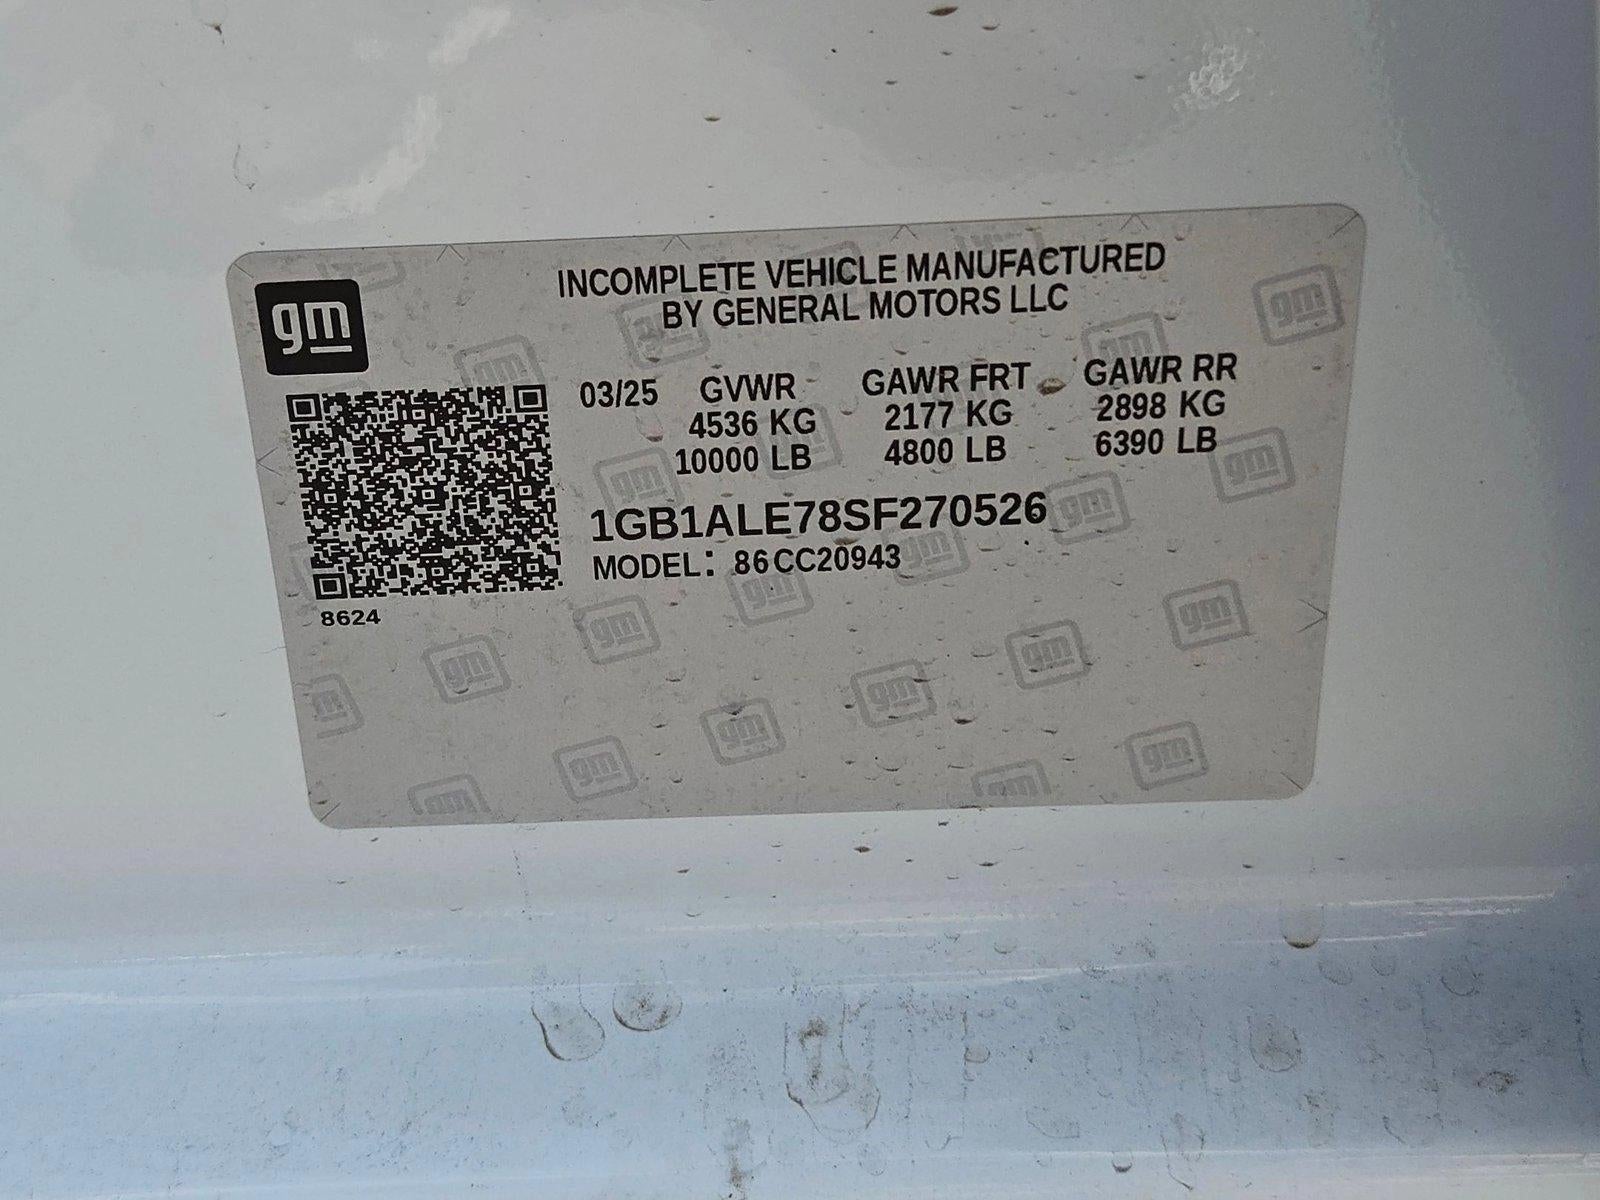 gm
INCOMPLETE VEHICLE MANUFACTURED
BY GENERAL MOTORS LLC
03/25 GVWR GAWR FRT GAWR RR
4536 KG 2177 KG 2898 KG
10000 LB 4800 LB 6390 LB
1GB1ALE78SF270526
MODEL: 86CC20943
8624